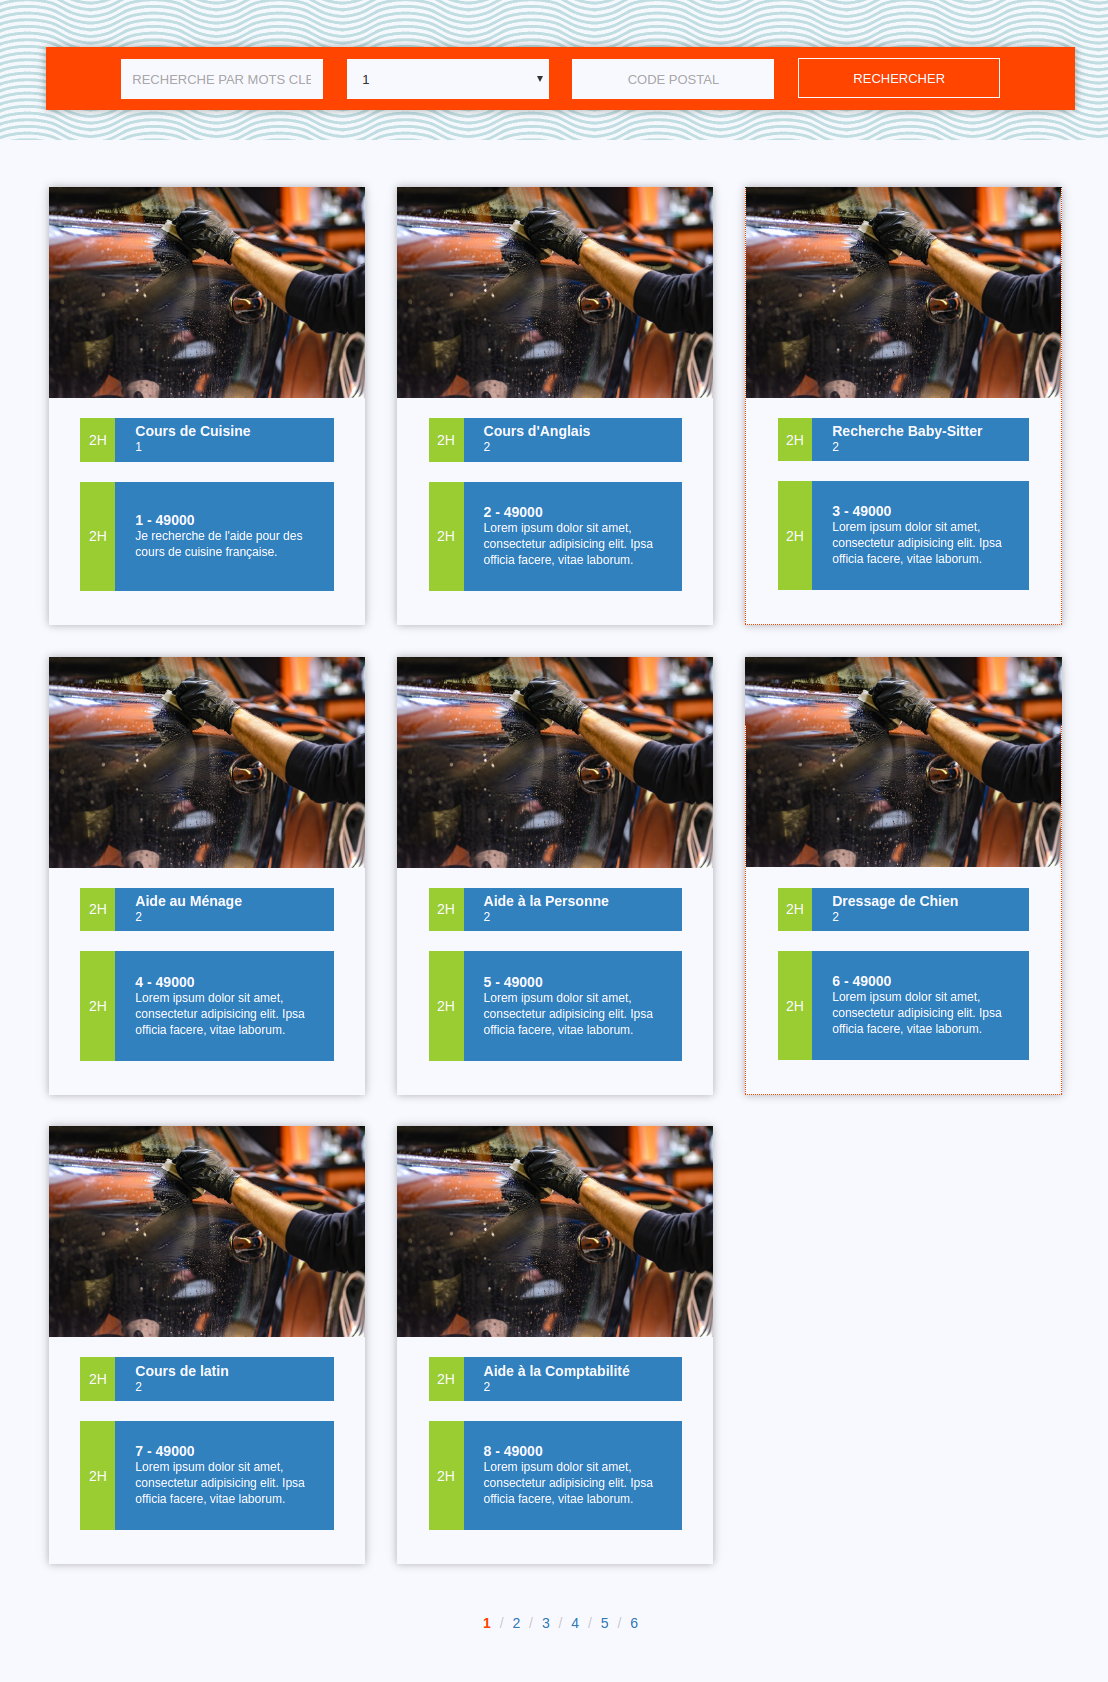 RECHERCHE PAR MOTS CLE
1
CODE POSTAL
RECHERCHER
2H
Cours de Cuisine
1
2H
1 - 49000
Je recherche de l'aide pour des
cours de cuisine française.
2H
Cours d'Anglais
2
2H
2 - 49000
Lorem ipsum dolor sit amet,
consectetur adipisicing elit. Ipsa
officia facere, vitae laborum.
2H
Recherche Baby-Sitter
2
2H
3 - 49000
Lorem ipsum dolor sit amet,
consectetur adipisicing elit. Ipsa
officia facere, vitae laborum.
2H
Aide au Ménage
2
2H
4 - 49000
Lorem ipsum dolor sit amet,
consectetur adipisicing elit. Ipsa
officia facere, vitae laborum.
2H
Aide à la Personne
2
2H
5 - 49000
Lorem ipsum dolor sit amet,
consectetur adipisicing elit. Ipsa
officia facere, vitae laborum.
2H
Dressage de Chien
2
2H
6 - 49000
Lorem ipsum dolor sit amet,
consectetur adipisicing elit. Ipsa
officia facere, vitae laborum.
2H
Cours de latin
2
2H
7 - 49000
Lorem ipsum dolor sit amet,
consectetur adipisicing elit. Ipsa
officia facere, vitae laborum.
2H
Aide à la Comptabilité
2
2H
8 - 49000
Lorem ipsum dolor sit amet,
consectetur adipisicing elit. Ipsa
officia facere, vitae laborum.
1 / 2 / 3 / 4 / 5 / 6